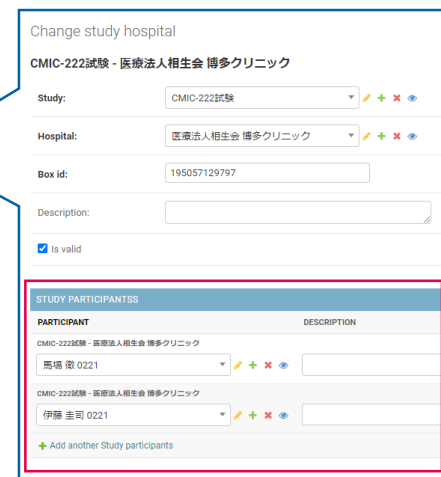 Change study hospital
CMIC-222試験 - 医療法人相生会 博多クリニック
Study: CMIC-222試験
Hospital: 医療法人相生会 博多クリニック
Box id: 195057129797
Description:
Is valid
STUDY PARTICIPANTSS
PARTICIPANT DESCRIPTION
CMIC-222試験 - 医療法人相生会 博多クリニック
馬場 徹 0221
CMIC-222試験 - 医療法人相生会 博多クリニック
伊藤 圭司 0221
Add another Study participants